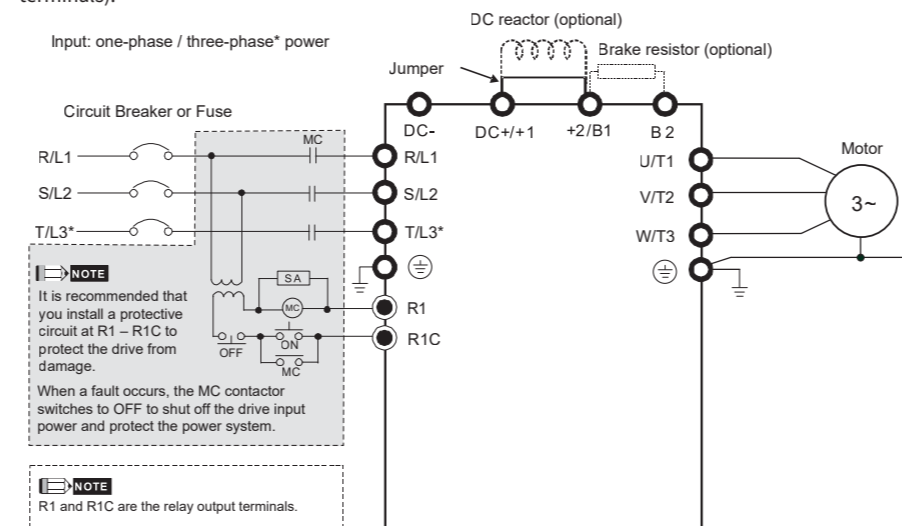 terminals).
DC reactor (optional)
Input: one-phase / three-phase* power
Brake resistor (optional)
Jumper
Circuit Breaker or Fuse
DC-
DC+/+1
+2/B1
B2
MC
R/L1
R/L1
U/T1
Motor
S/L2
S/L2
V/T2
3~
T/L3*
T/L3*
W/T3
NOTE
It is recommended that
you install a protective
circuit at R1 – R1C to
protect the drive from
damage.
SA
MC
R1
OFF
ON
R1C
MC
When a fault occurs, the MC contactor
switches to OFF to shut off the drive input
power and protect the power system.
NOTE
R1 and R1C are the relay output terminals.